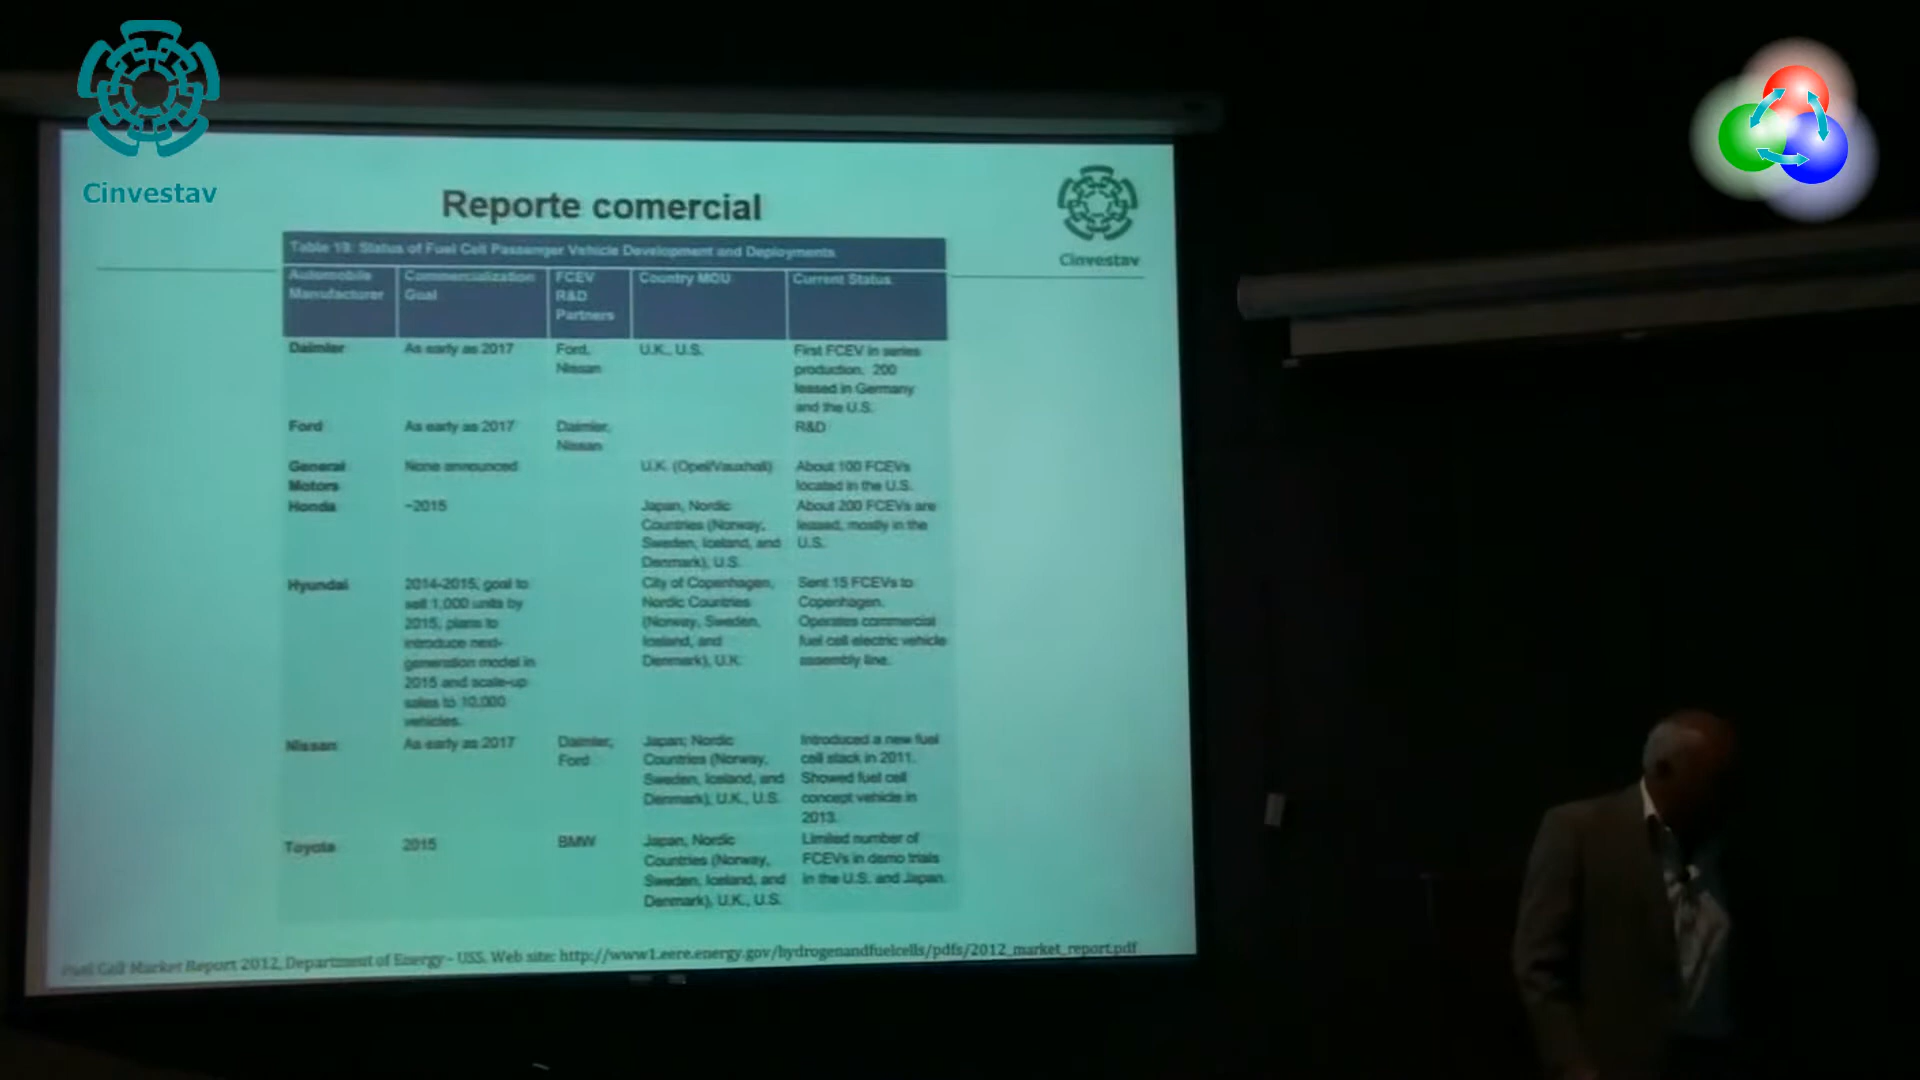 Cinvestav
Reporte comercial
Cinvestav
Table 19: Status of Fuel Cell Passenger Vehicle Development and Deployments
Automobile Manufacturer
Commercialization Goal
FCEV R&D Partners
Country MOU
Current Status
Daimler
As early as 2017
Ford,
Nissan
U.K., U.S.
First FCEV in series
production. 200
leased in Germany
and the U.S.
Ford
As early as 2017
Daimler,
Nissan
R&D
General
Motors
None announced
U.K. (Opel/Vauxhall)
About 100 FCEVs
located in the U.S.
Honda
~2015
Japan, Nordic
Countries (Norway,
Sweden, Iceland, and
Denmark), U.S.
About 200 FCEVs are
leased, mostly in the
U.S.
Hyundai
2014-2015, goal to
sell 1,000 units by
2015, plans to
introduce next-
generation model in
2015 and scale-up
sales to 10,000
vehicles.
City of Copenhagen,
Nordic Countries
(Norway, Sweden,
Iceland, and
Denmark), U.K.
Sent 15 FCEVs to
Copenhagen.
Operates commercial
fuel cell electric vehicle
assembly line.
Nissan
As early as 2017
Daimler,
Ford
Japan, Nordic
Countries (Norway,
Sweden, Iceland, and
Denmark), U.K., U.S.
Introduced a new fuel
cell stack in 2011.
Showed fuel cell
concept vehicle in
2013.
Toyota
2015
BMW
Japan, Nordic
Countries (Norway,
Sweden, Iceland, and
Denmark), U.K., U.S.
Limited number of
FCEVs in demo trials
in the U.S. and Japan.
Fuel Cell Market Report 2012, Department of Energy - USS. Web site: http://www1.eere.energy.gov/hydrogenandfuelcells/pdfs/2012_market_report.pdf